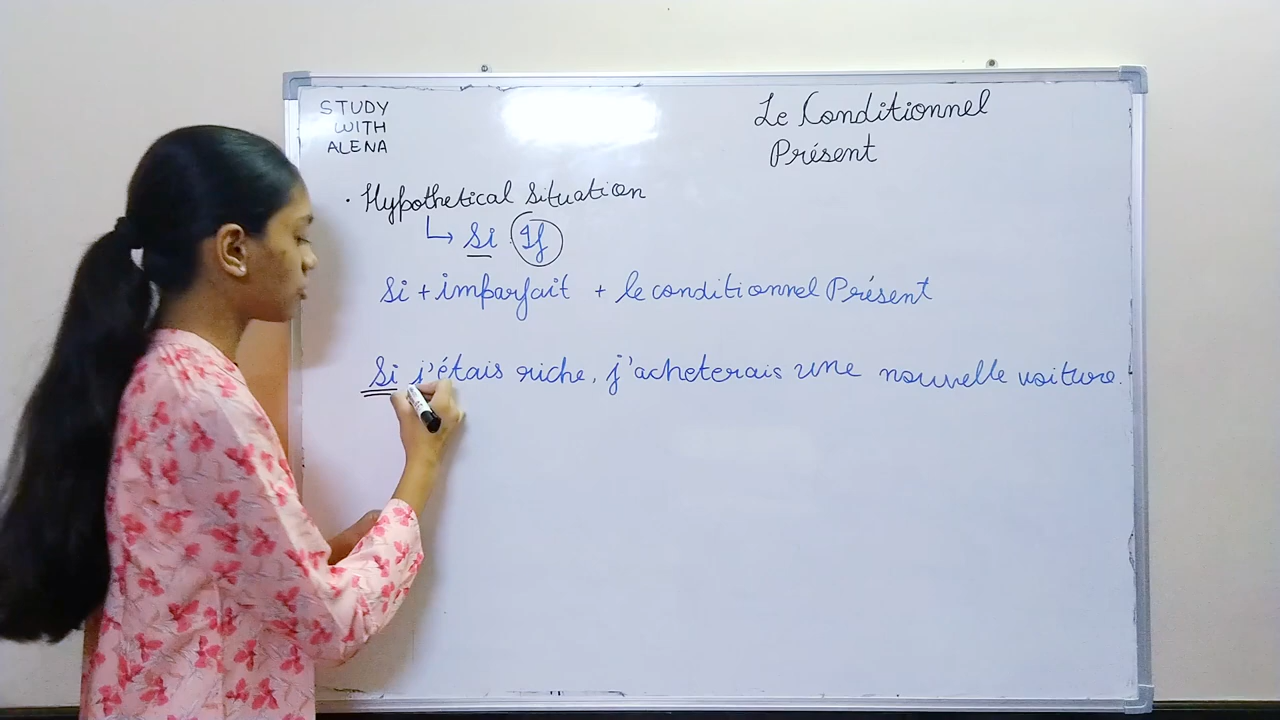 STUDY
WITH
ALENA
Le Conditionnel
Présent
· Hypothetical Situation
↳ Si If
Si + imparfait + le conditionnel Présent
Si j'étais riche, j'acheterais une nouvelle voiture.